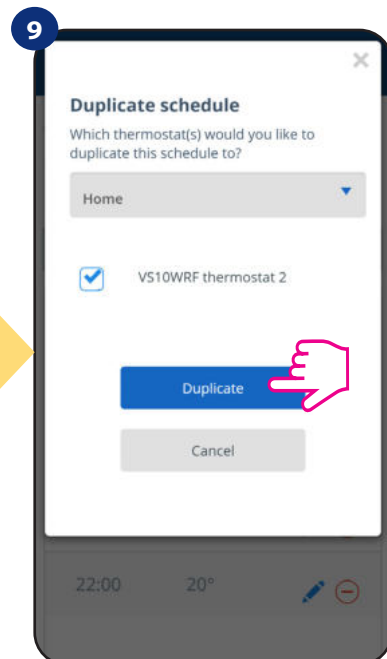 9
Duplicate schedule
Which thermostat(s) would you like to
duplicate this schedule to?
Home
VS10WRF thermostat 2
Duplicate
Cancel
22:00 20°